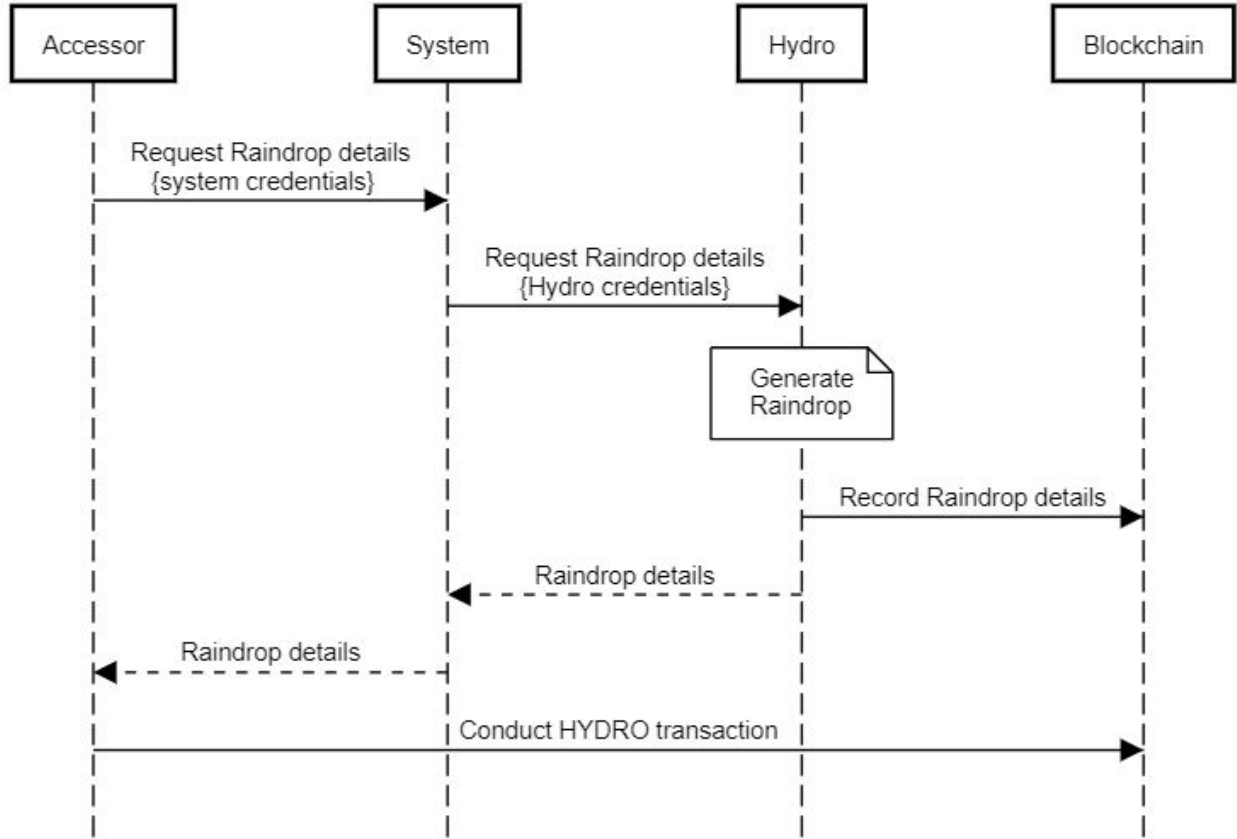 Accessor
System
Hydro
Blockchain
Request Raindrop details
{system credentials}
Request Raindrop details
{Hydro credentials}
Generate
Raindrop
Record Raindrop details
Raindrop details
Raindrop details
Conduct HYDRO transaction